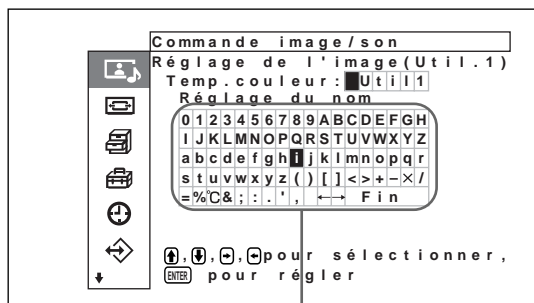 Commande image/son
Réglage de l'image(Util.1)
Temp.couleur: Util1
Réglage du nom
0123456789ABCDEFGH
IJKLMNOPQRSTUVWXYZ
abcdefghijklmnopqr
stuvwxyz()[]<>+−×/
=%℃&;:.', ←→ Fin
↑,↓,→,←pour sélectionner,
ENTER pour régler